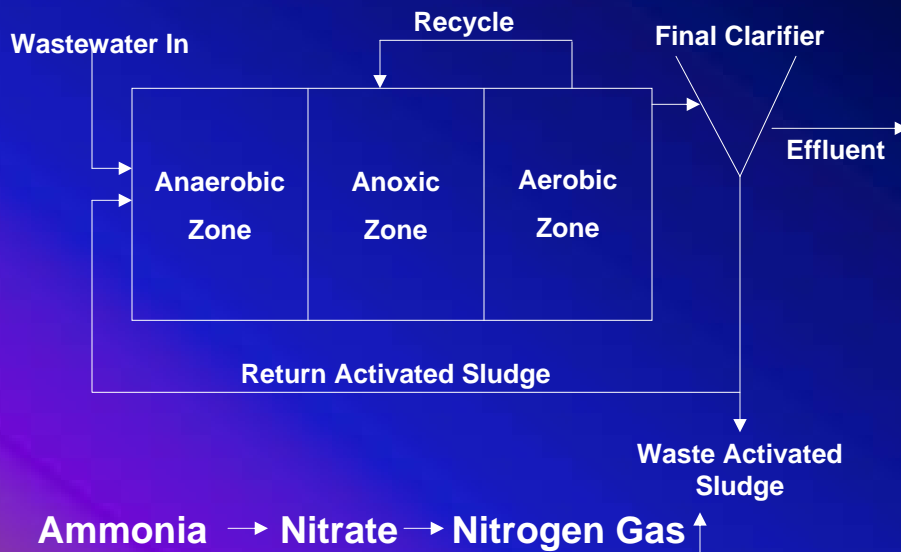 Recycle
Wastewater In
Final Clarifier
Anaerobic
Zone
Anoxic
Zone
Aerobic
Zone
Effluent
Return Activated Sludge
Waste Activated
Sludge
Ammonia → Nitrate → Nitrogen Gas